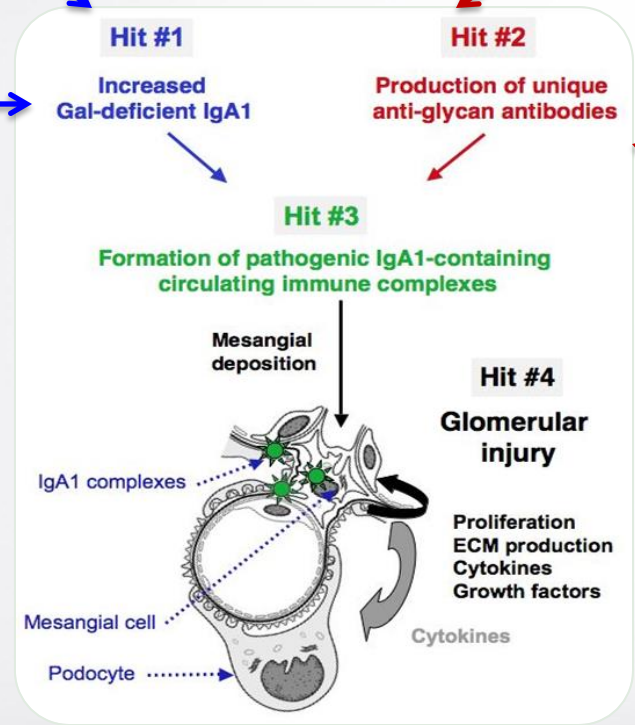 Hit #1
Hit #2
Increased
Gal-deficient IgA1
Production of unique
anti-glycan antibodies
Hit #3
Formation of pathogenic IgA1-containing
circulating immune complexes
Mesangial
deposition
Hit #4
Glomerular
injury
IgA1 complexes
Proliferation
ECM production
Cytokines
Growth factors
Mesangial cell
Cytokines
Podocyte